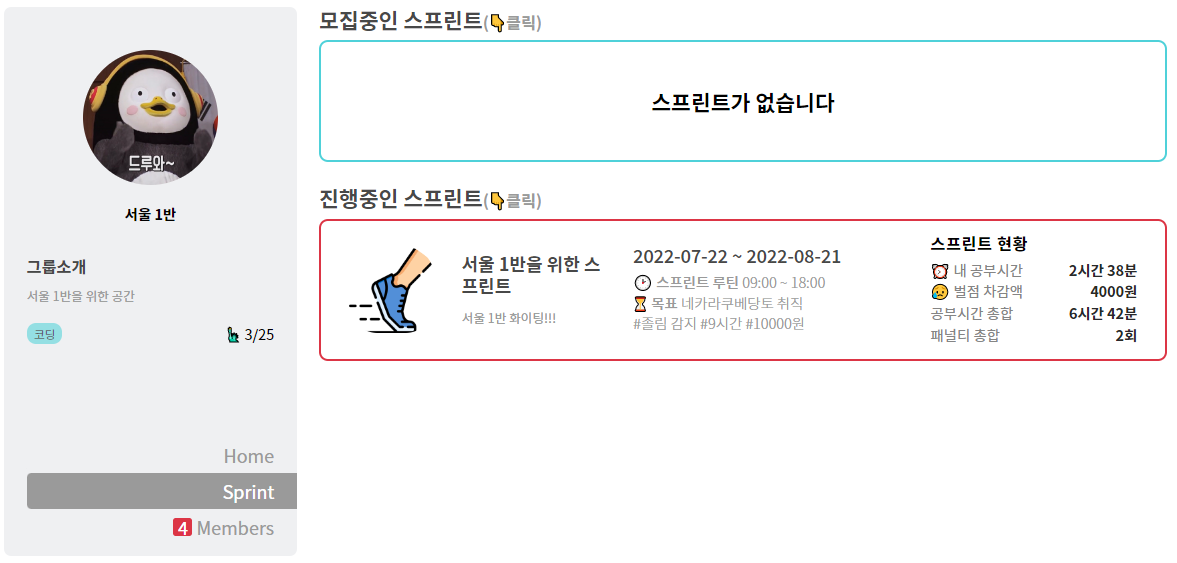 드루와~
서울 1반
그룹소개
서울 1반을 위한 공간
코딩
3/25
Home
Sprint
4 Members
모집중인 스프린트(👇클릭)
스프린트가 없습니다
진행중인 스프린트(👇클릭)
서울 1반을 위한 스
프린트
서울 1반 화이팅!!!
2022-07-22 ~ 2022-08-21
스프린트 루틴 09:00 ~ 18:00
목표 네카라쿠베당토 취직
#졸림 감지 #9시간 #10000원
스프린트 현황
내 공부시간 2시간 38분
벌점 차감액 4000원
공부시간 총합 6시간 42분
패널티 총합 2회